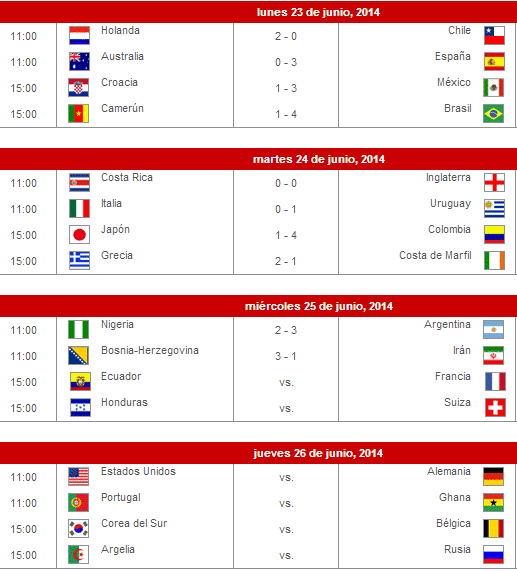 lunes 23 de junio, 2014
11:00 Holanda 2 - 0 Chile
11:00 Australia 0 - 3 España
15:00 Croacia 1 - 3 México
15:00 Camerún 1 - 4 Brasil
martes 24 de junio, 2014
11:00 Costa Rica 0 - 0 Inglaterra
11:00 Italia 0 - 1 Uruguay
15:00 Japón 1 - 4 Colombia
15:00 Grecia 2 - 1 Costa de Marfil
miércoles 25 de junio, 2014
11:00 Nigeria 2 - 3 Argentina
11:00 Bosnia-Herzegovina 3 - 1 Irán
15:00 Ecuador vs. Francia
15:00 Honduras vs. Suiza
jueves 26 de junio, 2014
11:00 Estados Unidos vs. Alemania
11:00 Portugal vs. Ghana
15:00 Corea del Sur vs. Bélgica
15:00 Argelia vs. Rusia